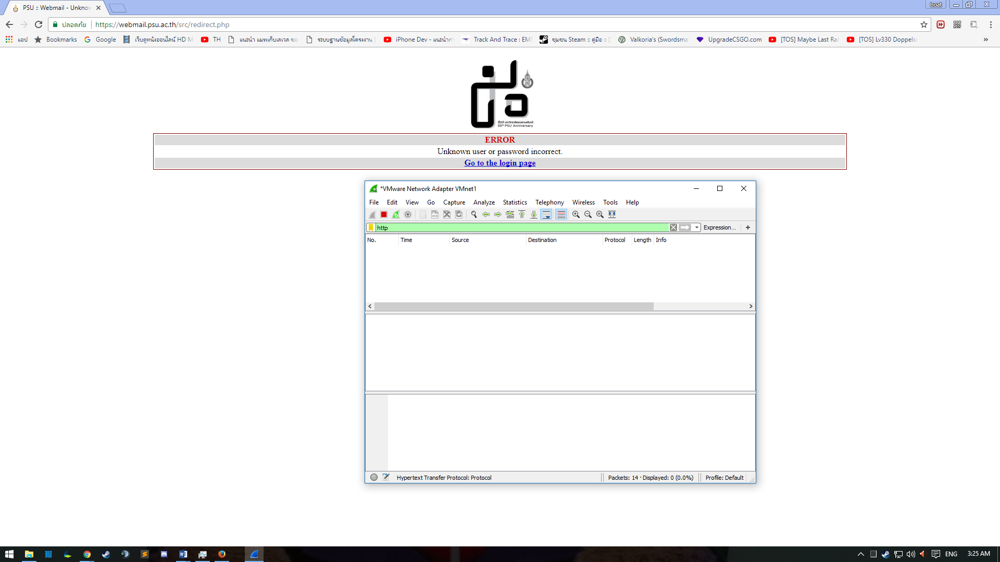 PSU :: Webmail - Unknow
boat
ปลอดภัย https://webmail.psu.ac.th/src/redirect.php
แอป Bookmarks Google เว็บดูหนังออนไลน์ HD M TH แนะนำ แมพเก็บเลเวล ขอ ระบบฐานข้อมูลโครงงาน | iPhone Dev - แนะนำกา Track And Trace : EMS ชุมชน Steam :: คู่มือ :: [ Valkoria's (Swordsma UpgradeCSGO.com [TOS] Maybe Last Ra [TOS] Lv330 Doppelso »
๕๐ ปี มหาวิทยาลัยสงขลานครินทร์
50th PSU Anniversary
ERROR
Unknown user or password incorrect.
Go to the login page
*VMware Network Adapter VMnet1
File Edit View Go Capture Analyze Statistics Telephony Wireless Tools Help
http Expression... +
No. Time Source Destination Protocol Length Info
Hypertext Transfer Protocol: Protocol Packets: 14 · Displayed: 0 (0.0%) Profile: Default
ENG 3:25 AM